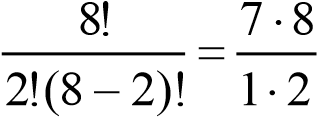 8! / 2!(8 − 2)! = 7 · 8 / 1 · 2